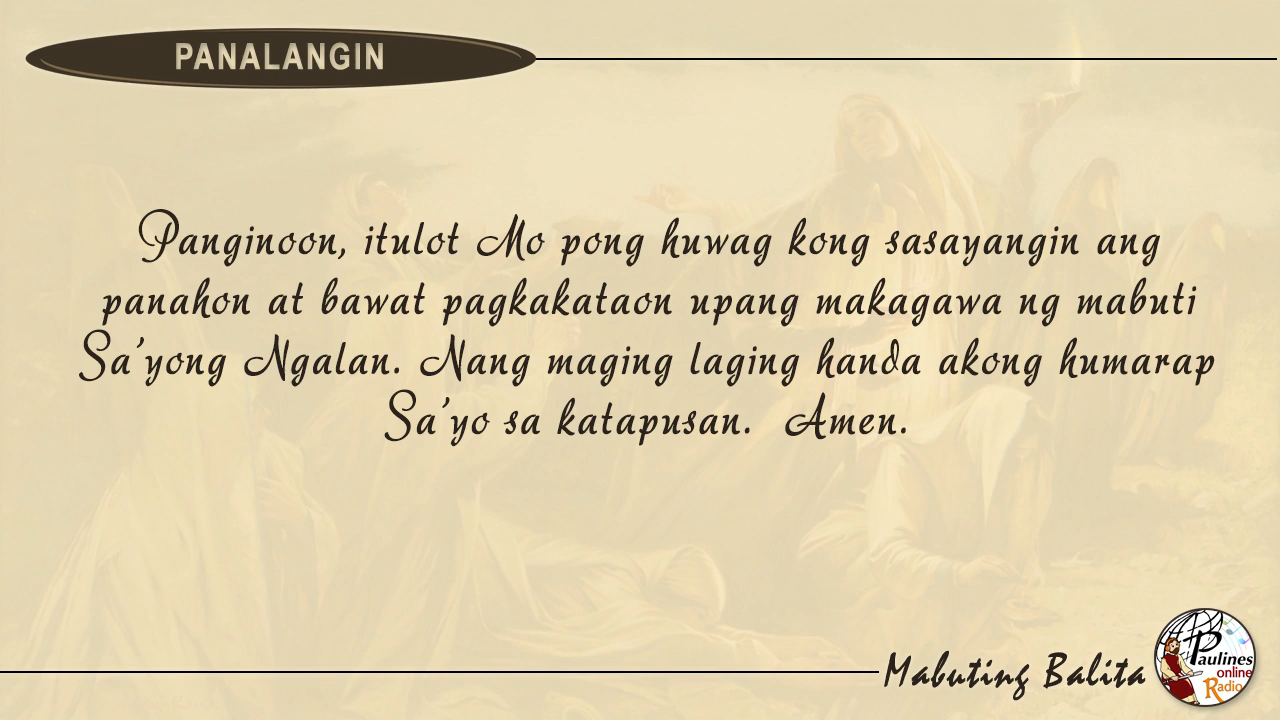 PANALANGIN
Panginoon, itulot Mo pong huwag kong sasayangin ang
panahon at bawat pagkakataon upang makagawa ng mabuti
Sa'yong Ngalan. Nang maging laging handa akong humarap
Sa'yo sa katapusan. Amen.
Mabuting Balita
Paulines
online
Radio